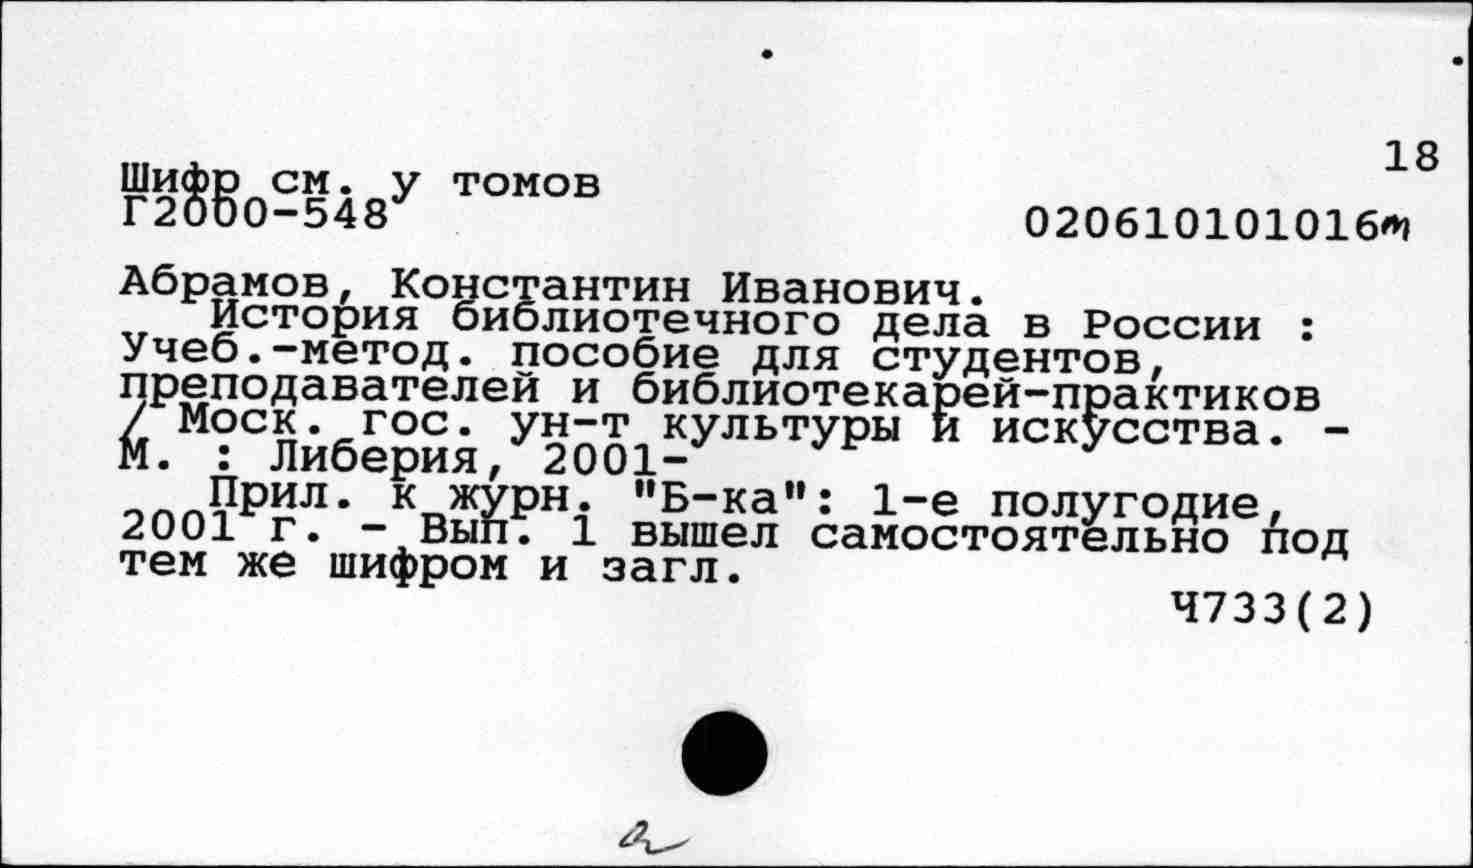 18
Шифр см. у томов
Г2000-548
020610101016м
Абрамов, Константин Иванович.
История библиотечного дела в России :
Учеб.-метод. пособие для студентов,
преподавателей и библиотекарей-практиков
/ Моск. гос. ун-т культуры и искусства. -
М. : Либерия, 2001-
Прил. к журн. "Б-ка": 1-е полугодие,
2001 г. - Вып. 1 вышел самостоятельно под
тем же шифром и загл.
Ч733(2)